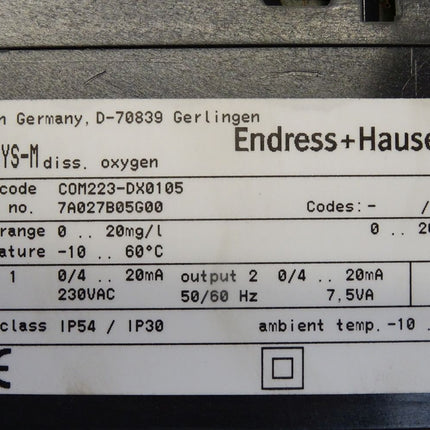 n Germany, D-70839 Gerlingen
Endress+Hause
YS-M diss. oxygen
code COM223-DX0105
no. 7A027B05G00 Codes: - /
range 0 .. 20mg/l 0 .. 20
ature -10 .. 60°C
1 0/4 .. 20mA output 2 0/4 .. 20mA
230VAC 50/60 Hz 7,5VA
class IP54 / IP30 ambient temp. -10 .
CE